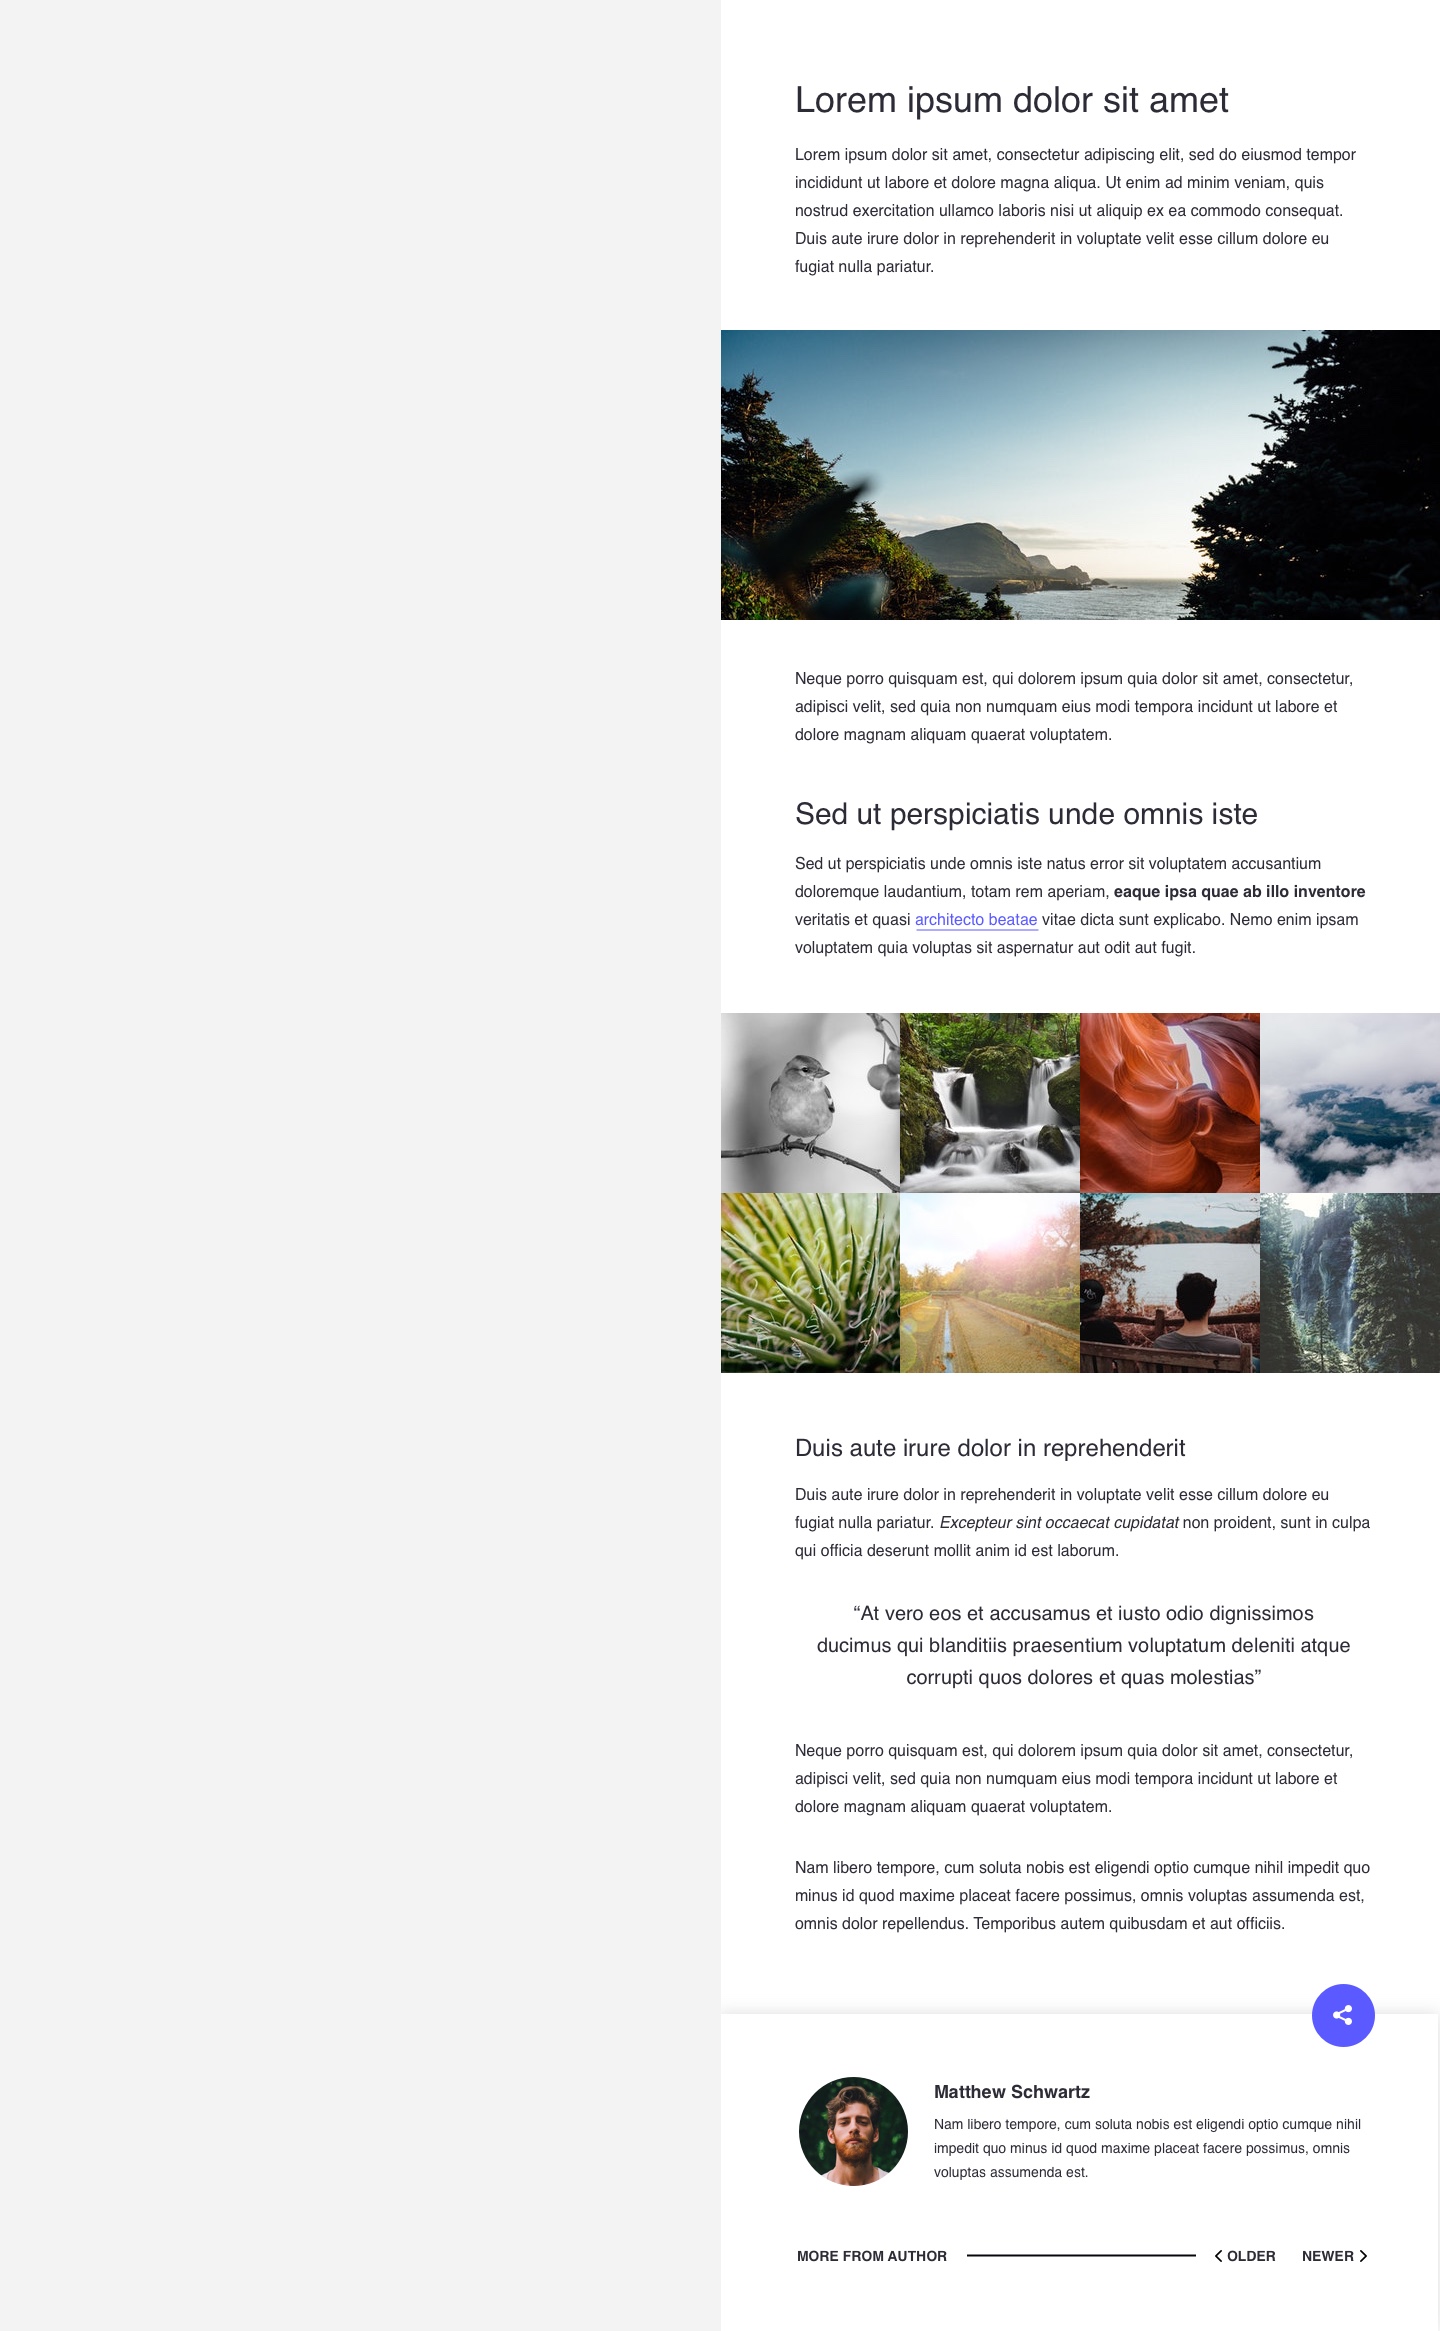 Lorem ipsum dolor sit amet
Lorem ipsum dolor sit amet, consectetur adipiscing elit, sed do eiusmod tempor
incididunt ut labore et dolore magna aliqua. Ut enim ad minim veniam, quis
nostrud exercitation ullamco laboris nisi ut aliquip ex ea commodo consequat.
Duis aute irure dolor in reprehenderit in voluptate velit esse cillum dolore eu
fugiat nulla pariatur.
Neque porro quisquam est, qui dolorem ipsum quia dolor sit amet, consectetur,
adipisci velit, sed quia non numquam eius modi tempora incidunt ut labore et
dolore magnam aliquam quaerat voluptatem.
Sed ut perspiciatis unde omnis iste
Sed ut perspiciatis unde omnis iste natus error sit voluptatem accusantium
doloremque laudantium, totam rem aperiam, eaque ipsa quae ab illo inventore
veritatis et quasi architecto beatae vitae dicta sunt explicabo. Nemo enim ipsam
voluptatem quia voluptas sit aspernatur aut odit aut fugit.
Duis aute irure dolor in reprehenderit
Duis aute irure dolor in reprehenderit in voluptate velit esse cillum dolore eu
fugiat nulla pariatur. Excepteur sint occaecat cupidatat non proident, sunt in culpa
qui officia deserunt mollit anim id est laborum.
“At vero eos et accusamus et iusto odio dignissimos
ducimus qui blanditiis praesentium voluptatum deleniti atque
corrupti quos dolores et quas molestias”
Neque porro quisquam est, qui dolorem ipsum quia dolor sit amet, consectetur,
adipisci velit, sed quia non numquam eius modi tempora incidunt ut labore et
dolore magnam aliquam quaerat voluptatem.
Nam libero tempore, cum soluta nobis est eligendi optio cumque nihil impedit quo
minus id quod maxime placeat facere possimus, omnis voluptas assumenda est,
omnis dolor repellendus. Temporibus autem quibusdam et aut officiis.
Matthew Schwartz
Nam libero tempore, cum soluta nobis est eligendi optio cumque nihil
impedit quo minus id quod maxime placeat facere possimus, omnis
voluptas assumenda est.
MORE FROM AUTHOR OLDER NEWER